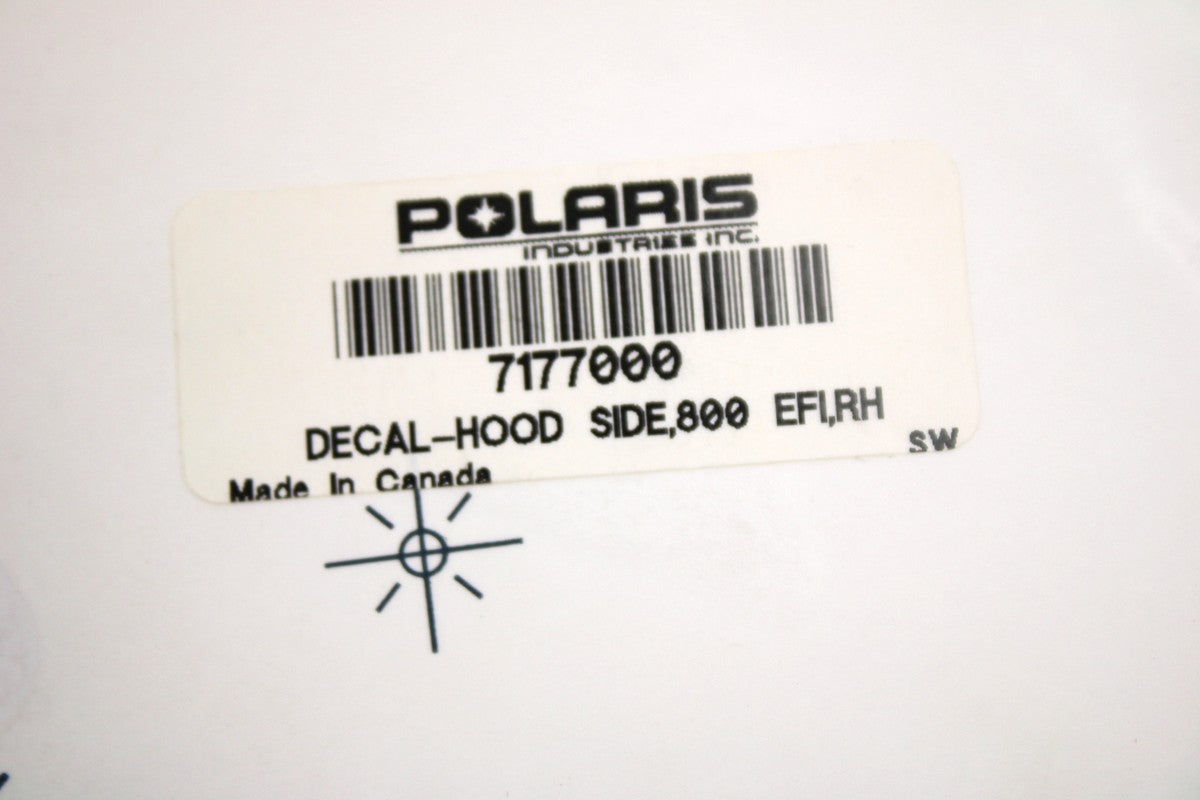 POLARIS
INDUSTRIES INC.
7177000
DECAL-HOOD SIDE,800 EFI,RH
SW
Made In Canada